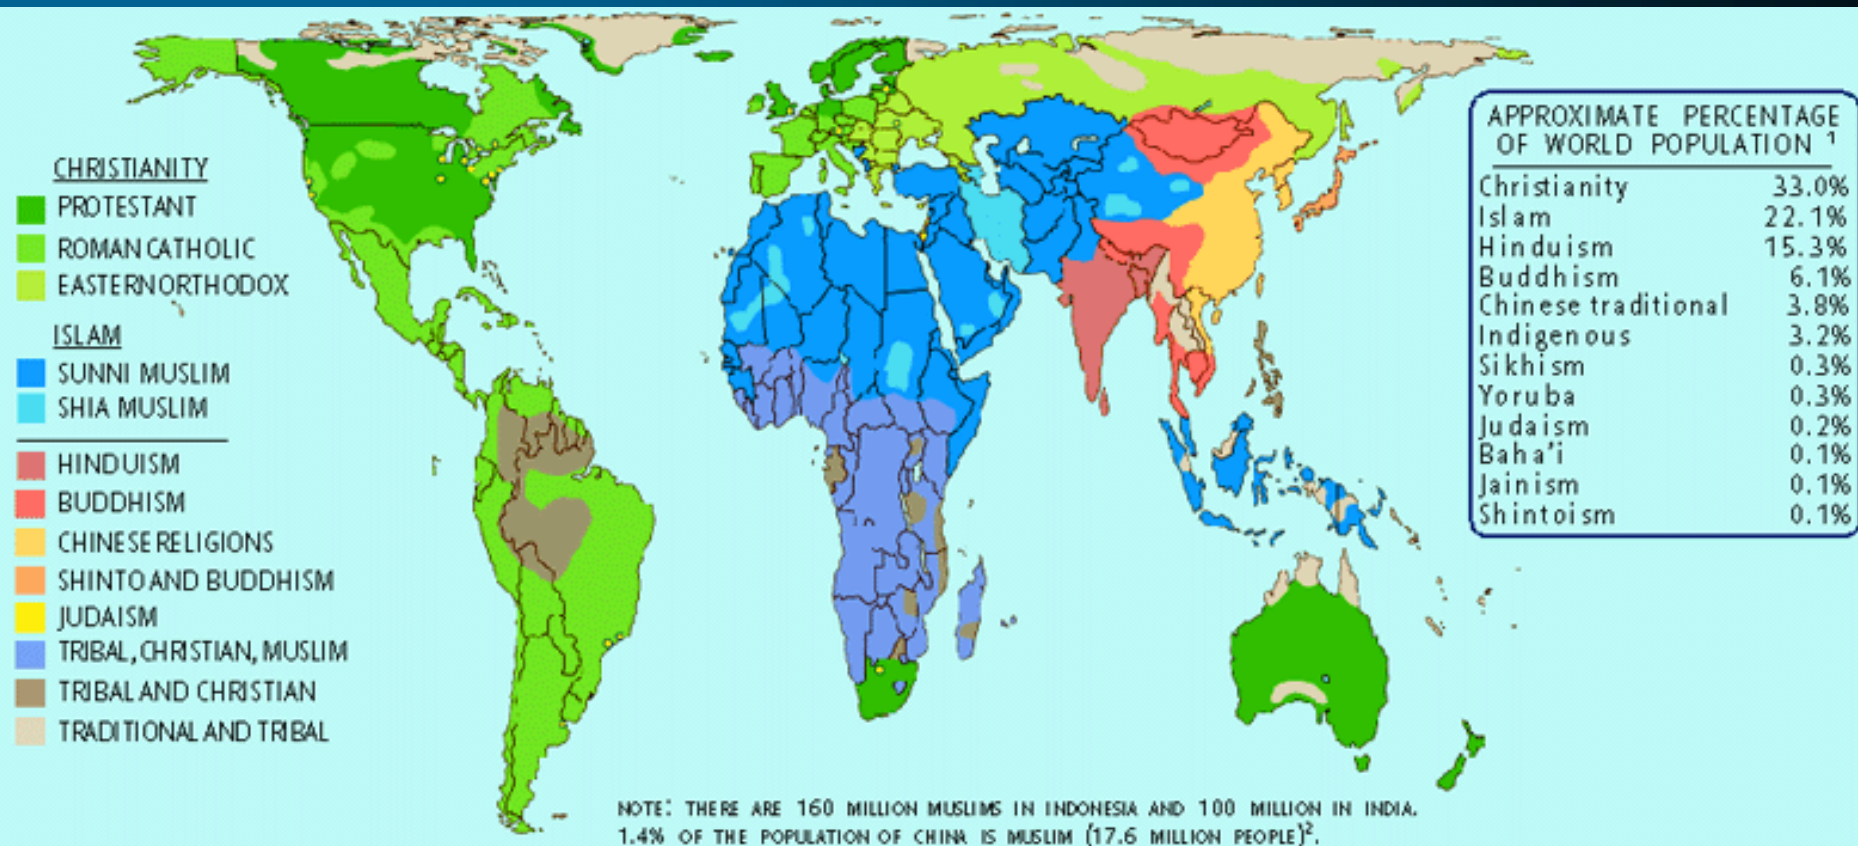 CHRISTIANITY
PROTESTANT
ROMAN CATHOLIC
EASTERNORTHODOX
ISLAM
SUNNI MUSLIM
SHIA MUSLIM
HINDUISM
BUDDHISM
CHINESE RELIGIONS
SHINTO AND BUDDHISM
JUDAISM
TRIBAL, CHRISTIAN, MUSLIM
TRIBAL AND CHRISTIAN
TRADITIONAL AND TRIBAL
APPROXIMATE PERCENTAGE
OF WORLD POPULATION 1
Christianity 33.0%
Islam 22.1%
Hinduism 15.3%
Buddhism 6.1%
Chinese traditional 3.8%
Indigenous 3.2%
Sikhism 0.3%
Yoruba 0.3%
Judaism 0.2%
Baha'i 0.1%
Jainism 0.1%
Shintoism 0.1%
NOTE: THERE ARE 160 MILLION MUSLIMS IN INDONESIA AND 100 MILLION IN INDIA.
1.4% OF THE POPULATION OF CHINA IS MUSLIM (17.6 MILLION PEOPLE)2.